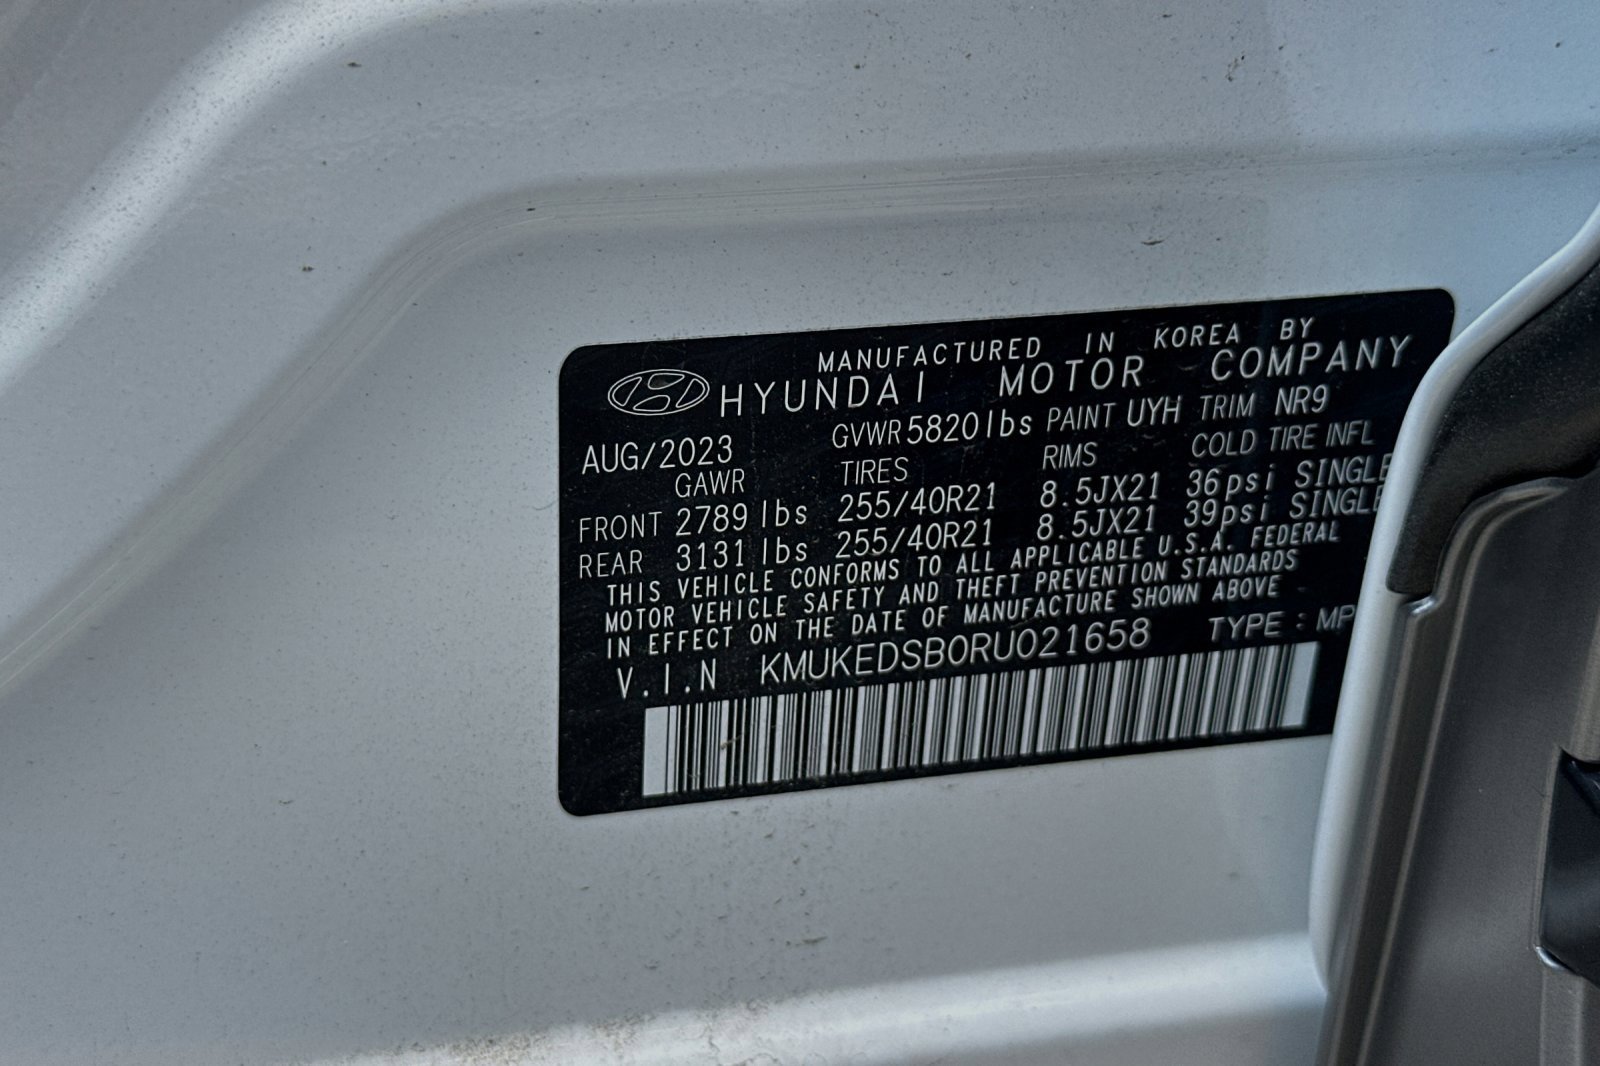 MANUFACTURED IN KOREA BY
HYUNDAI MOTOR COMPANY
AUG/2023 GVWR 5820 lbs PAINT UYH TRIM NR9
GAWR TIRES RIMS COLD TIRE INFL
FRONT 2789 lbs 255/40R21 8.5JX21 36psi SINGLE
REAR 3131 lbs 255/40R21 8.5JX21 39psi SINGLE
THIS VEHICLE CONFORMS TO ALL APPLICABLE U.S.A. FEDERAL
MOTOR VEHICLE SAFETY AND THEFT PREVENTION STANDARDS
IN EFFECT ON THE DATE OF MANUFACTURE SHOWN ABOVE
V.I.N KMUKEDSB0RU021658 TYPE : MP